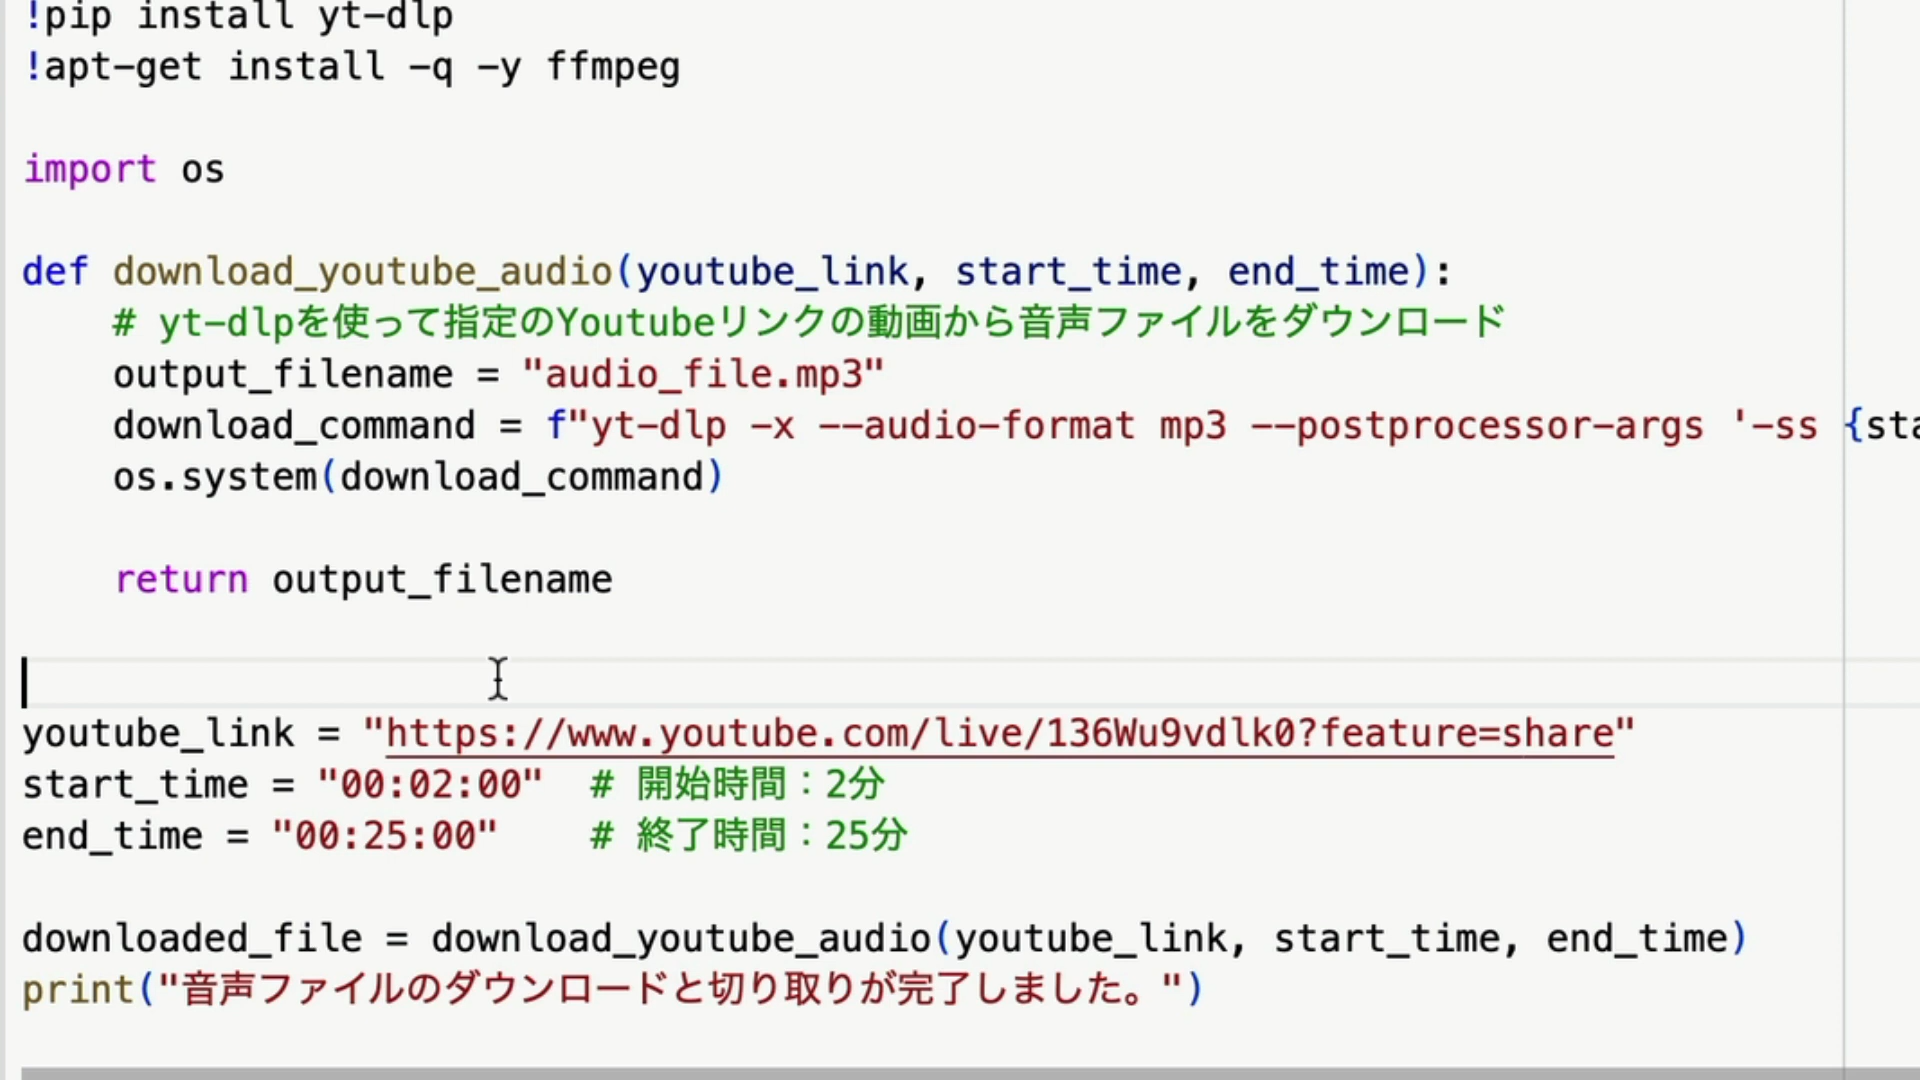 !pip install yt-dlp
!apt-get install -q -y ffmpeg
import os
def download_youtube_audio(youtube_link, start_time, end_time):
# yt-dlpを使って指定のYoutubeリンクの動画から音声ファイルをダウンロード
output_filename = "audio_file.mp3"
download_command = f"yt-dlp -x --audio-format mp3 --postprocessor-args '-ss {sta
os.system(download_command)
return output_filename
youtube_link = "https://www.youtube.com/live/136Wu9vdlk0?feature=share"
start_time = "00:02:00"  # 開始時間：2分
end_time = "00:25:00"    # 終了時間：25分
downloaded_file = download_youtube_audio(youtube_link, start_time, end_time)
print("音声ファイルのダウンロードと切り取りが完了しました。")